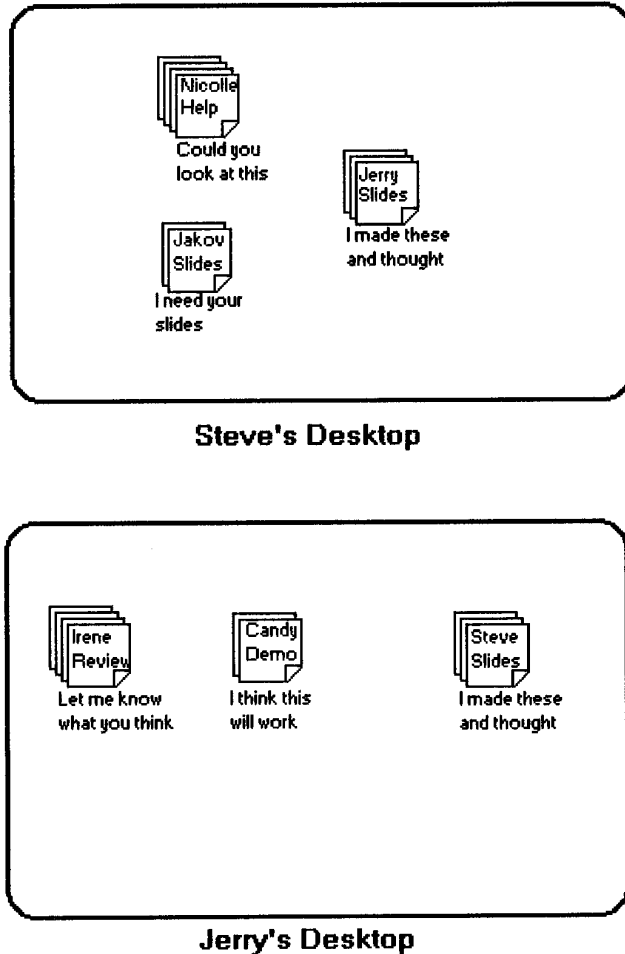 Nicolle
Help
Could you
look at this
Jerry
Slides
I made these
and thought
Jakov
Slides
I need your
slides
Steve's Desktop
Irene
Review
Let me know
what you think
Candy
Demo
I think this
will work
Steve
Slides
I made these
and thought
Jerry's Desktop